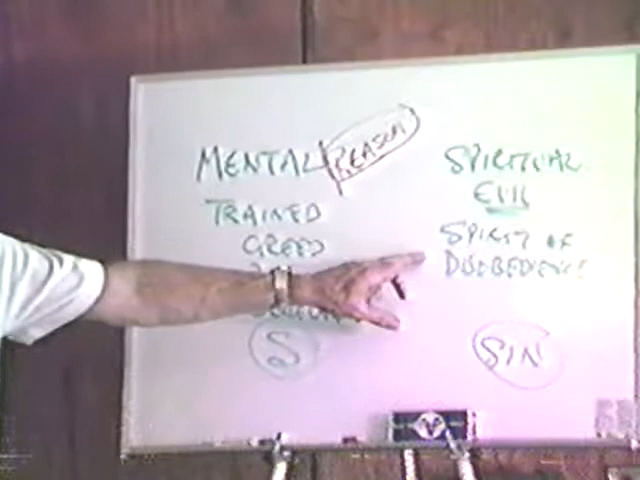 MENTAL REASON
TRAINED
GREED
S
SPIRITUAL
EVIL
SPIRIT OF
DISOBEDIENCE
SIN